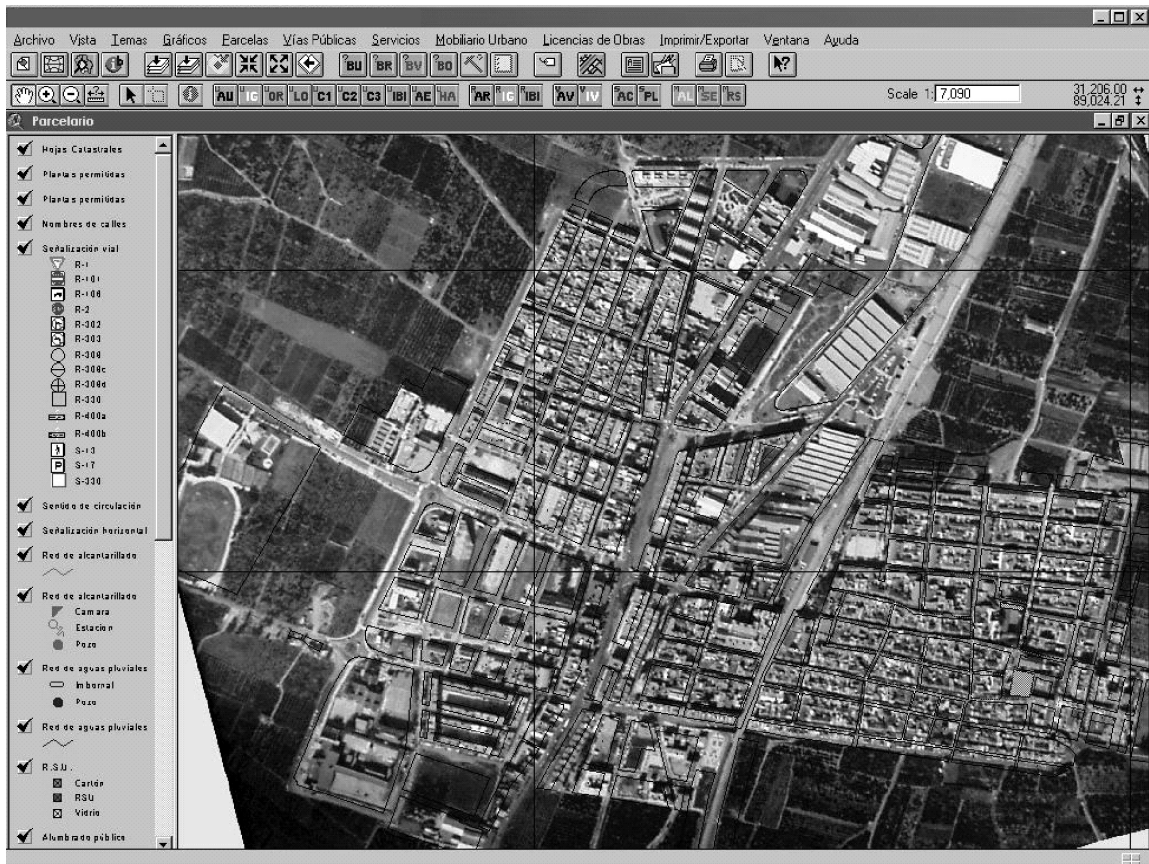 Archivo Vista Temas Gráficos Parcelas Vías Públicas Servicios Mobiliario Urbano Licencias de Obras Imprimir/Exportar Ventana Ayuda
?BU ?BR ?BV ?BO
AU IG OR LO C1 C2 C3 IBI AE HA AR IG IBI AV IV AC PL AL SE RS Scale 1: 7,090 31,206.00
89,024.21
Parcelario
Hojas Catastrales
Plantas permitidas
Plantas permitidas
Nombres de calles
Señalización vial
R-1
R-101
R-106
R-2
R-302
R-303
R-308
R-308c
R-308d
R-330
R-400a
R-400b
S-13
S-17
S-330
Sentido de circulación
Señalización horizontal
Red de alcantarillado
Red de alcantarillado
Camara
Estacion
Pozo
Red de aguas pluviales
Imbornal
Pozo
Red de aguas pluviales
R.S.U.
Cartón
RSU
Vidrio
Alumbrado público